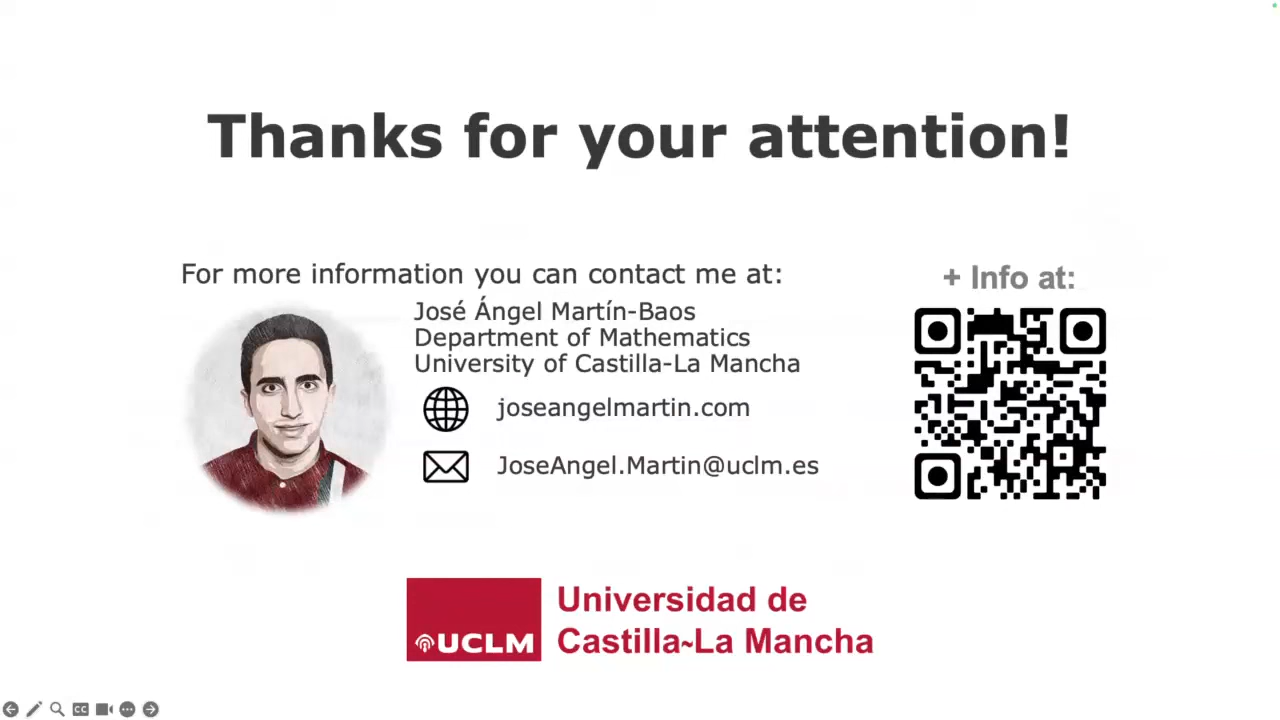 Thanks for your attention!
For more information you can contact me at:
José Ángel Martín-Baos
Department of Mathematics
University of Castilla-La Mancha
joseangelmartin.com
JoseAngel.Martin@uclm.es
+ Info at:
UCLM
Universidad de
Castilla~La Mancha
CC